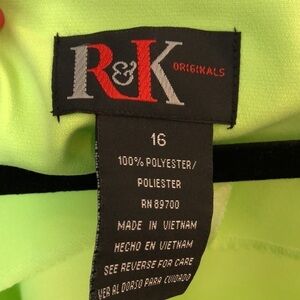 R&K ORIGINALS
16
100% POLYESTER/
POLIESTER
RN 89700
MADE IN VIETNAM
HECHO EN VIETNAM
SEE REVERSE FOR CARE
VER AL DORSO PARA CUIDADO